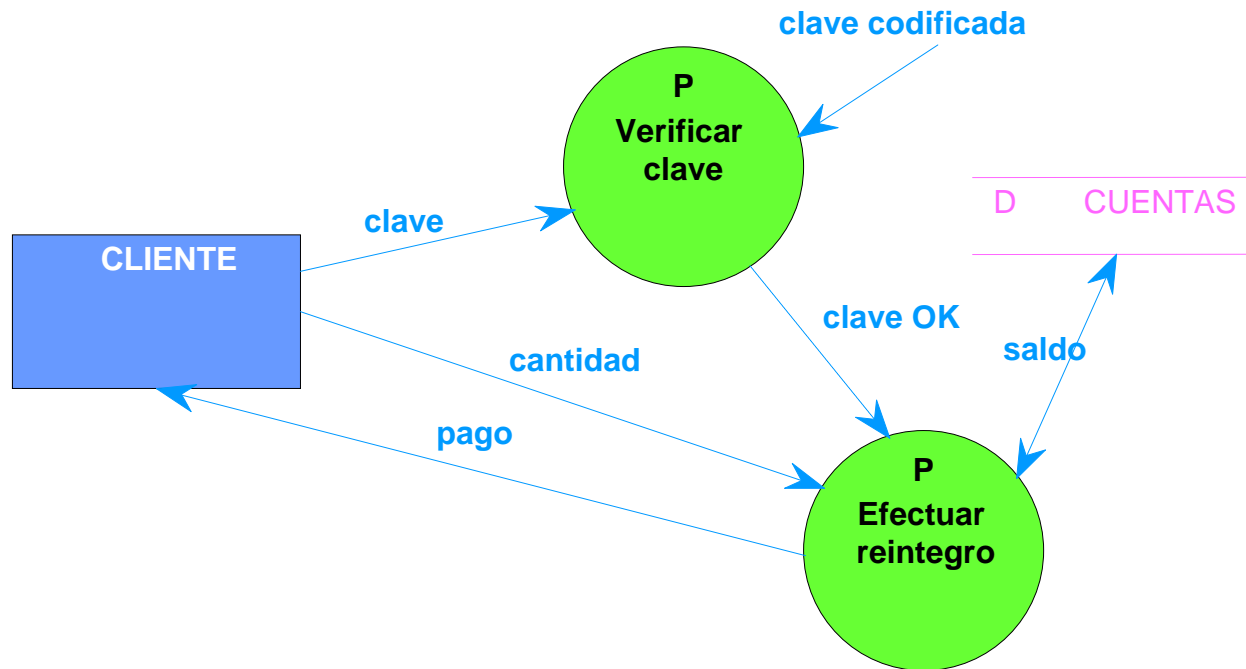 clave codificada
P
Verificar
clave
D CUENTAS
clave
CLIENTE
clave OK
saldo
cantidad
pago
P
Efectuar
reintegro